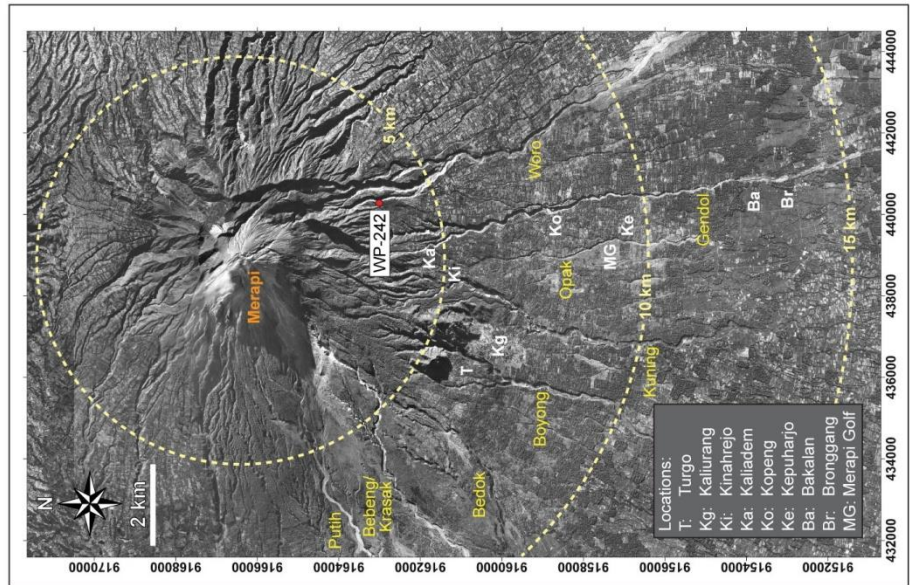 N
2 km
Merapi
5 km
WP-242
Putih
Bebeng/
Krasak
Bedok
Boyong
Kuning
Opak
Gendol
Woro
Ka
Ki
T
Kg
Ko
MG
Ke
Ba
Br
10 km
15 km
Locations:
T: Turgo
Kg: Kaliurang
Ki: Kinahrejo
Ka: Kaliadem
Ko: Kopeng
Ke: Kepuharjo
Ba: Bakalan
Br: Bronggang
MG: Merapi Golf
9170000
9168000
9166000
9164000
9162000
9160000
9158000
9156000
9154000
9152000
432000
434000
436000
438000
440000
442000
444000